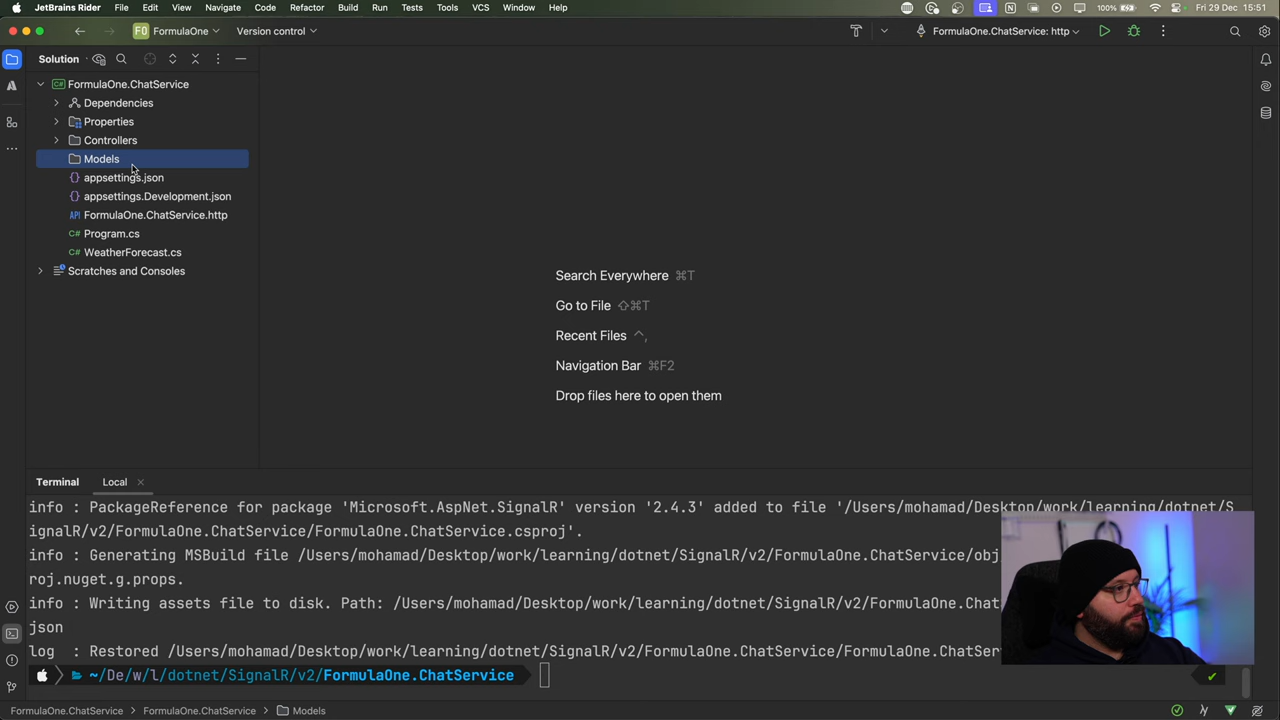 JetBrains Rider File Edit View Navigate Code Refactor Build Run Tests Tools VCS Window Help 100% Fri 29 Dec 15:51
FO FormulaOne Version control FormulaOne.ChatService: http
Solution
C# FormulaOne.ChatService
Dependencies
Properties
Controllers
Models
{} appsettings.json
{} appsettings.Development.json
API FormulaOne.ChatService.http
C# Program.cs
C# WeatherForecast.cs
Scratches and Consoles
Search Everywhere ⌘T
Go to File ⇧⌘T
Recent Files ^,
Navigation Bar ⌘F2
Drop files here to open them
Terminal Local
info : PackageReference for package 'Microsoft.AspNet.SignalR' version '2.4.3' added to file '/Users/mohamad/Desktop/work/learning/dotnet/S
ignalR/v2/FormulaOne.ChatService/FormulaOne.ChatService.csproj'.
info : Generating MSBuild file /Users/mohamad/Desktop/work/learning/dotnet/SignalR/v2/FormulaOne.ChatService/obj
roj.nuget.g.props.
info : Writing assets file to disk. Path: /Users/mohamad/Desktop/work/learning/dotnet/SignalR/v2/FormulaOne.Chat
json
log : Restored /Users/mohamad/Desktop/work/learning/dotnet/SignalR/v2/FormulaOne.ChatService/FormulaOne.ChatServ
~/De/w/l/dotnet/SignalR/v2/FormulaOne.ChatService
FormulaOne.ChatService > FormulaOne.ChatService > Models